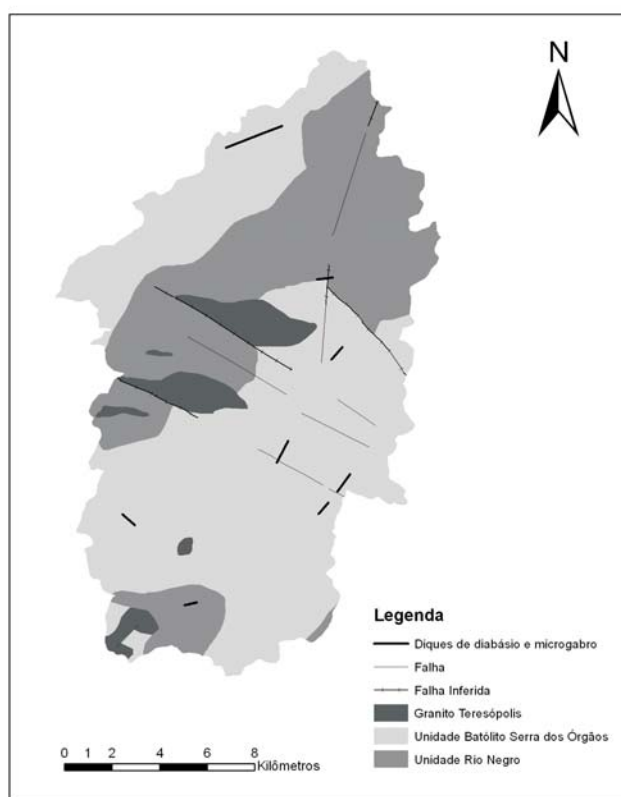 N
Legenda
Diques de diabásio e microgabro
Falha
Falha Inferida
Granito Teresópolis
Unidade Batólito Serra dos Órgãos
Unidade Rio Negro
0 1 2 4 6 8
Kilômetros